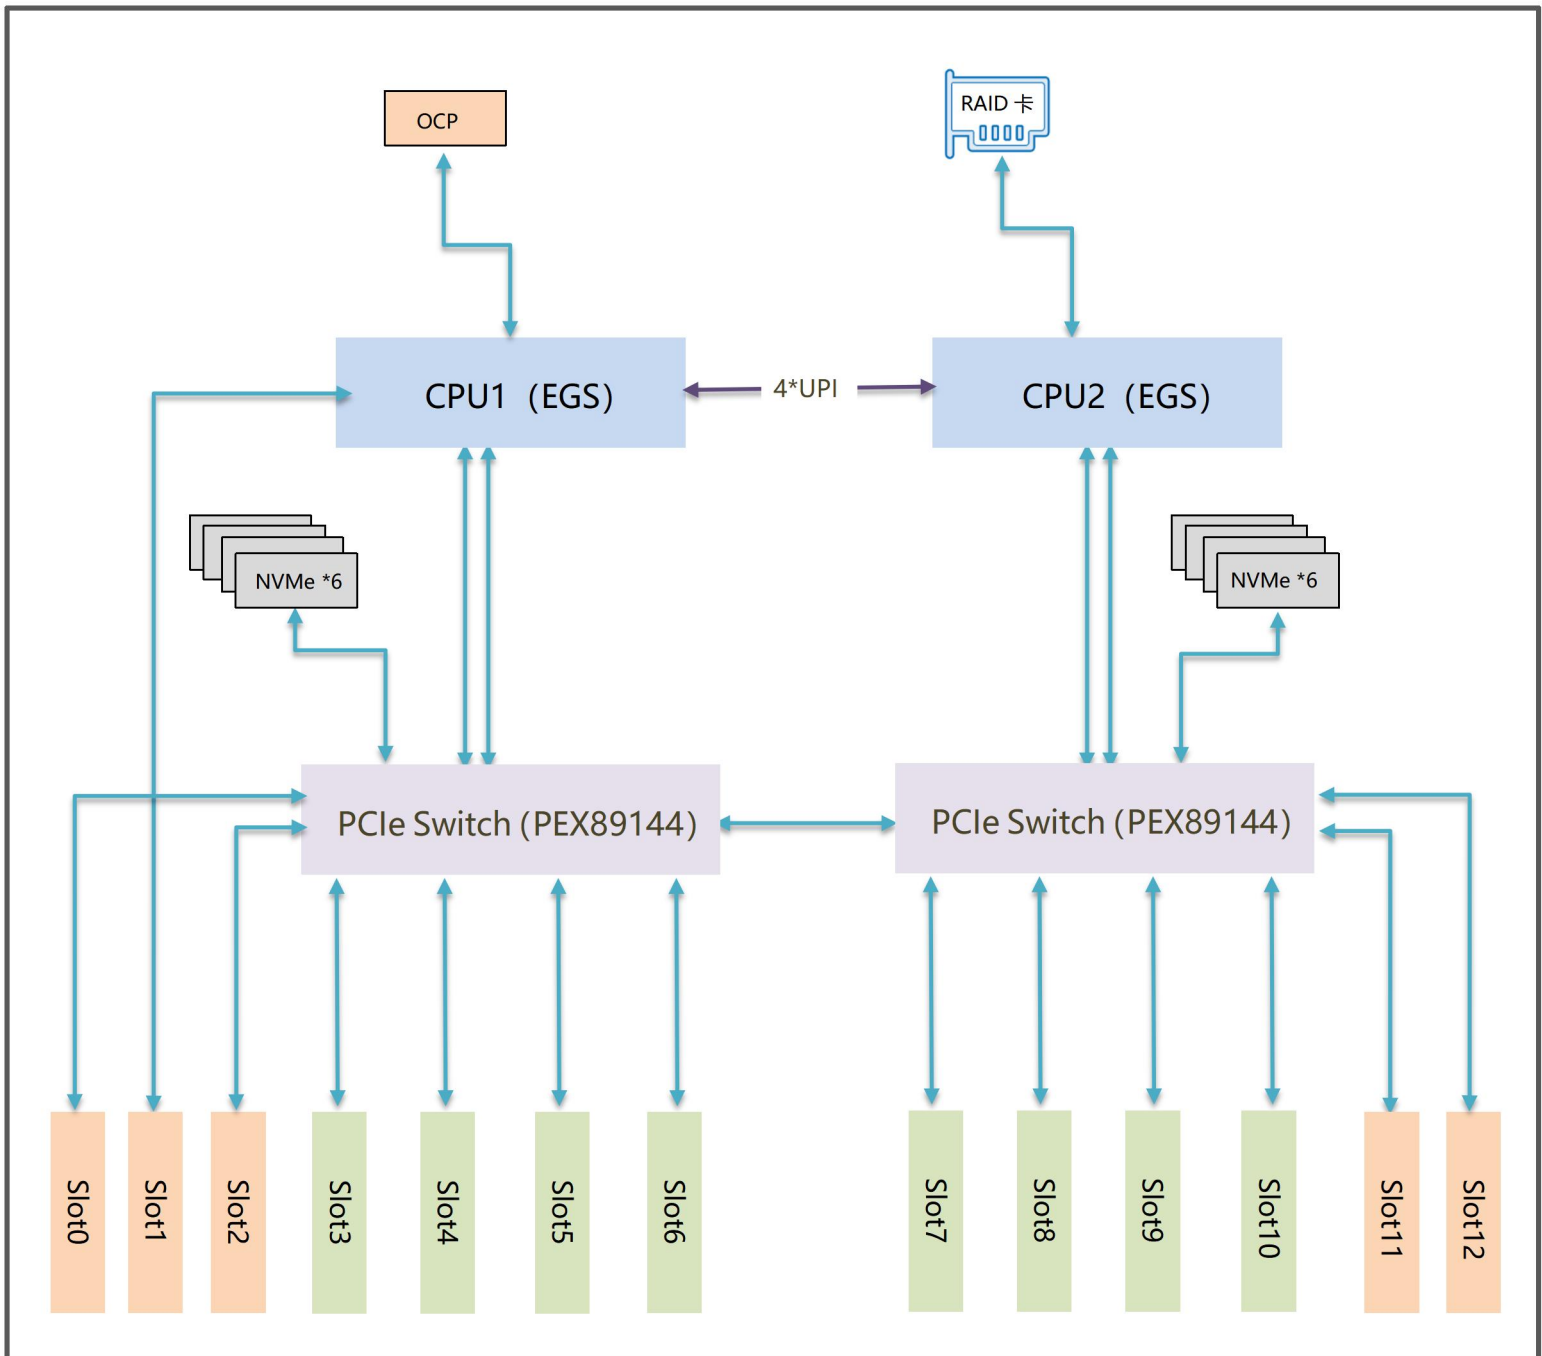 OCP
RAID 卡
CPU1（EGS）
4*UPI
CPU2（EGS）
NVMe *6
NVMe *6
PCIe Switch（PEX89144）
PCIe Switch（PEX89144）
Slot0
Slot1
Slot2
Slot3
Slot4
Slot5
Slot6
Slot7
Slot8
Slot9
Slot10
Slot11
Slot12